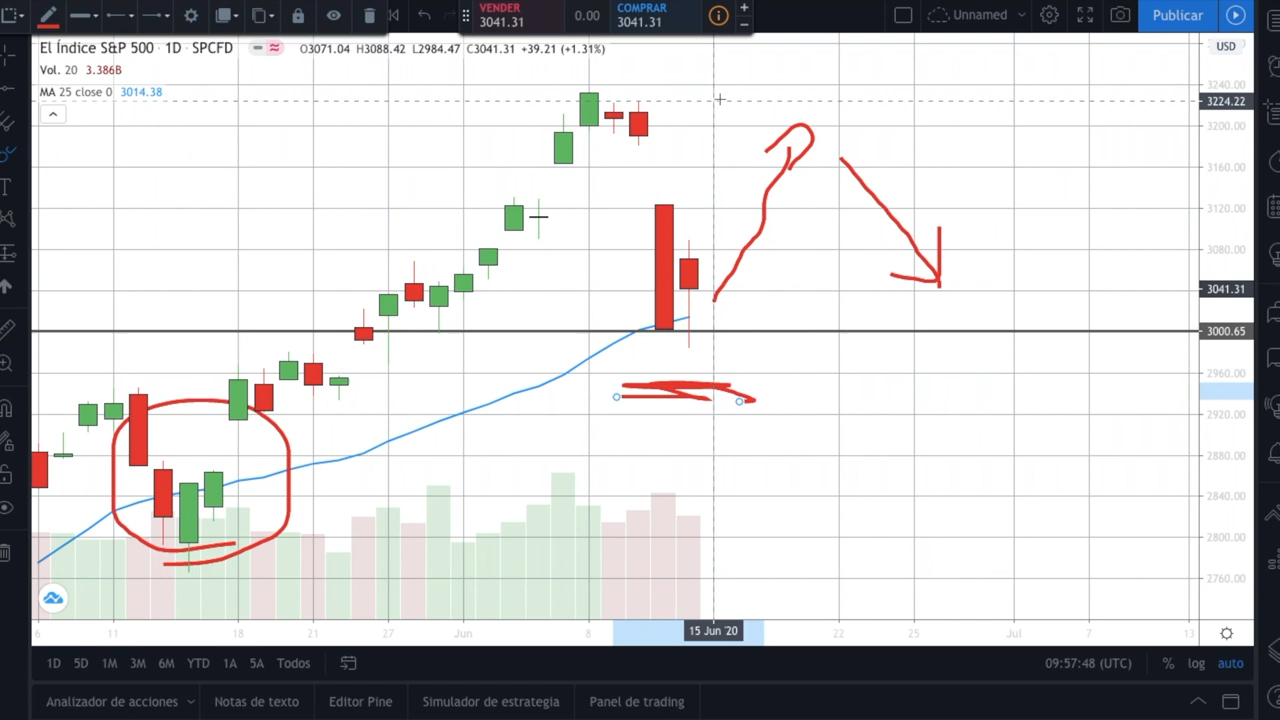 VENDER
3041.31
0.00
COMPRAR
3041.31
Unnamed
Publicar
El Índice S&P 500 · 1D · SPCFD
O3071.04 H3088.42 L2984.47 C3041.31 +39.21 (+1.31%)
USD
Vol. 20 3.386B
MA 25 close 0 3014.38
3240.00
3224.22
3200.00
3160.00
3120.00
3080.00
3041.31
3000.65
2960.00
2920.00
2880.00
2840.00
2800.00
2760.00
6 11 18 21 27 Jun 8 15 Jun '20 22 25 Jul 7 13
1D 5D 1M 3M 6M YTD 1A 5A Todos
09:57:48 (UTC) % log auto
Analizador de acciones Notas de texto Editor Pine Simulador de estrategia Panel de trading